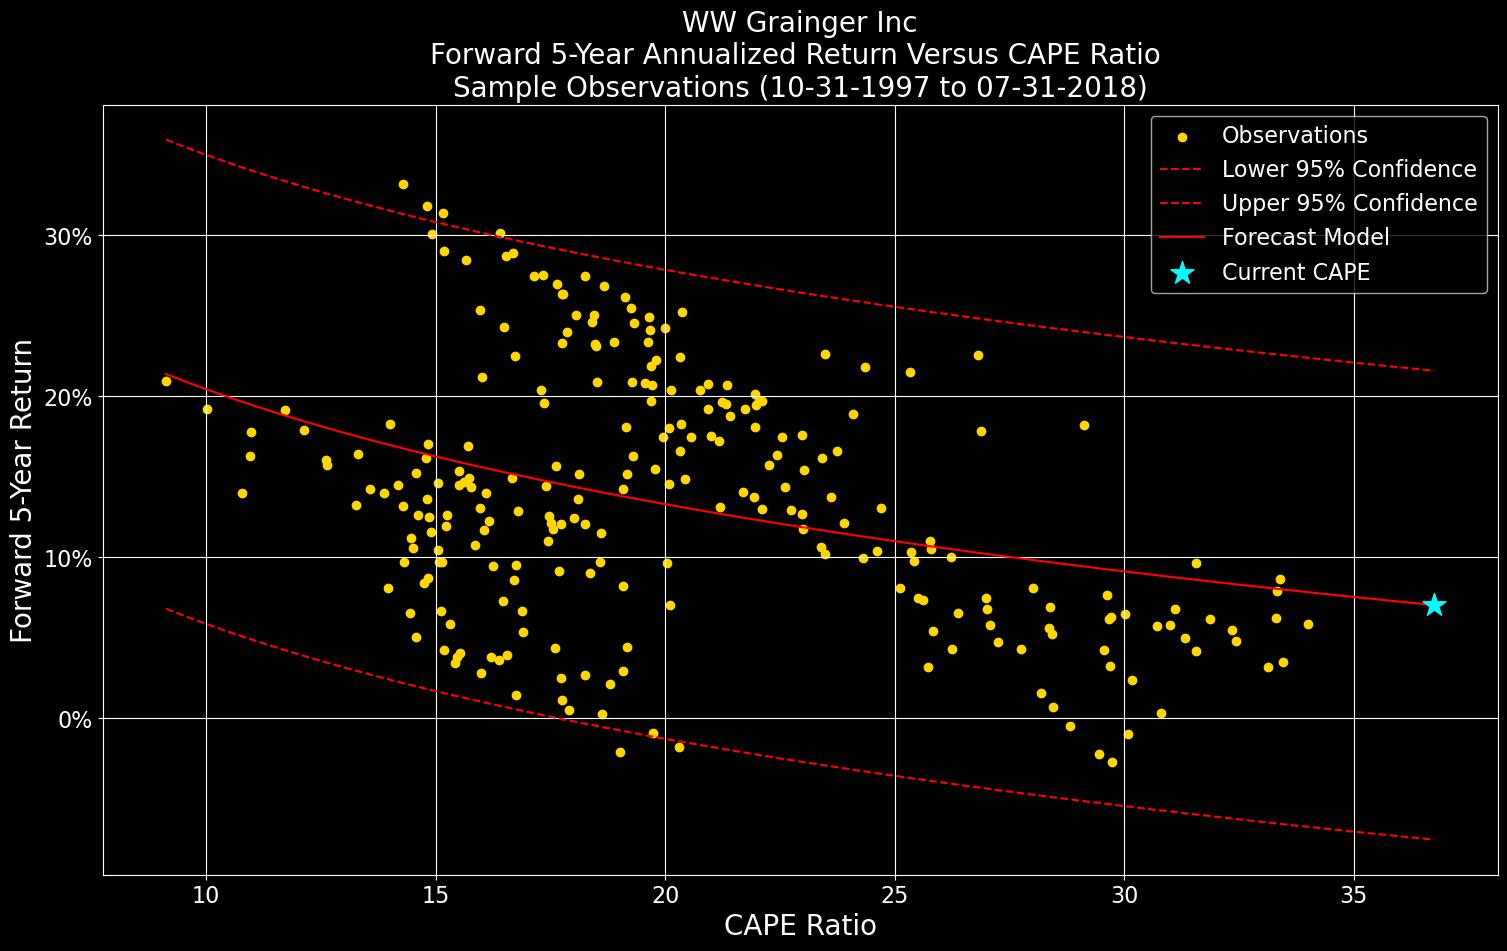 WW Grainger Inc
Forward 5-Year Annualized Return Versus CAPE Ratio
Sample Observations (10-31-1997 to 07-31-2018)
Observations
Lower 95% Confidence
Upper 95% Confidence
Forecast Model
Current CAPE
Forward 5-Year Return
30%
20%
10%
0%
10 15 20 25 30 35
CAPE Ratio